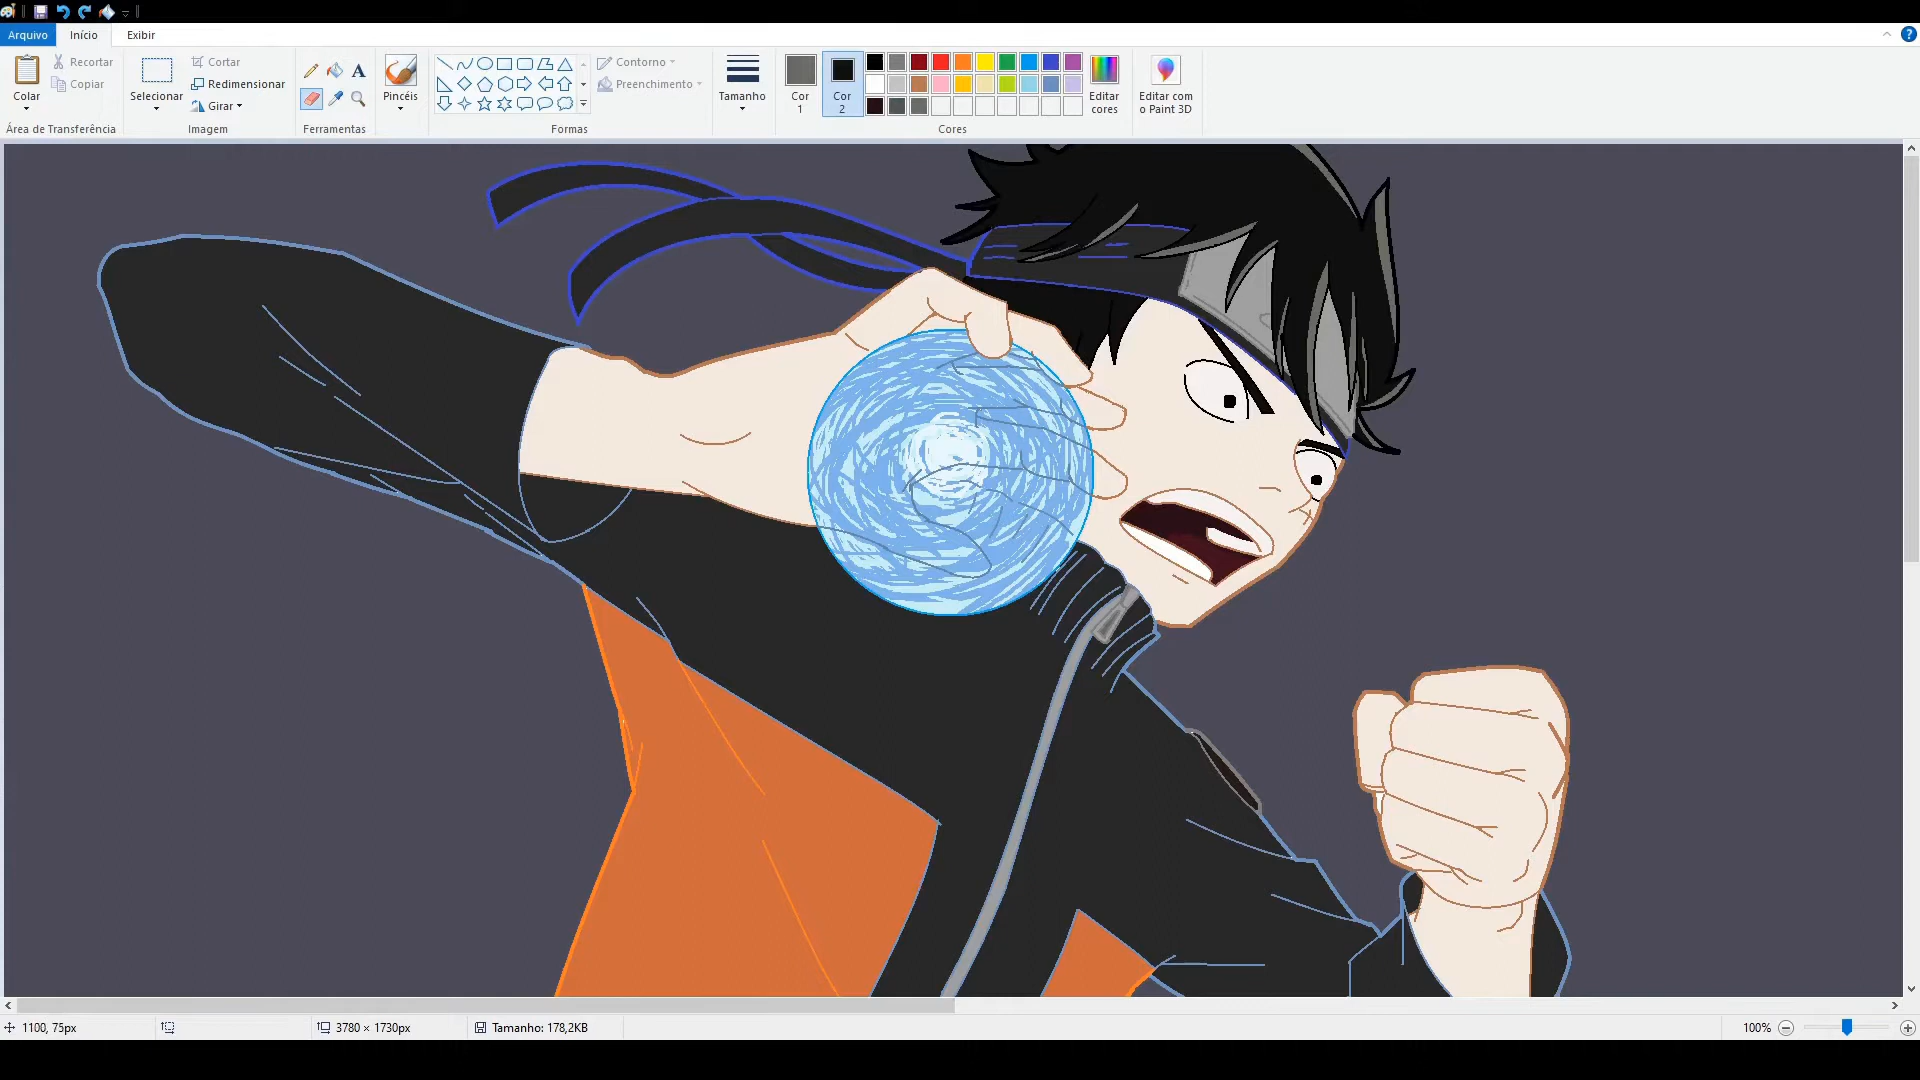 Arquivo Início Exibir
Colar
Recortar
Copiar
Área de Transferência
Selecionar
Cortar
Redimensionar
Girar
Imagem
A
Ferramentas
Pincéis
Contorno
Preenchimento
Formas
Tamanho
Cor 1
Cor 2
Editar cores
Cores
Editar com o Paint 3D
?
1100, 75px
3780 × 1730px
Tamanho: 178,2KB
100%